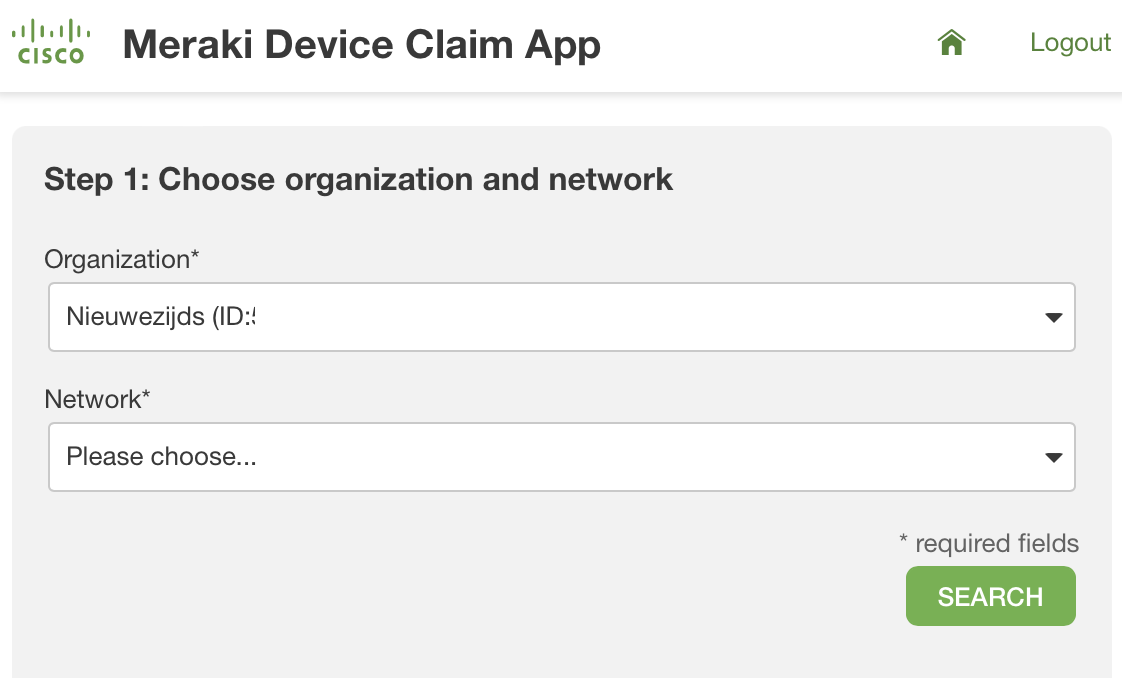 CISCO
Meraki Device Claim App
Logout
Step 1: Choose organization and network
Organization*
Nieuwezijds (ID:
Network*
Please choose...
* required fields
SEARCH